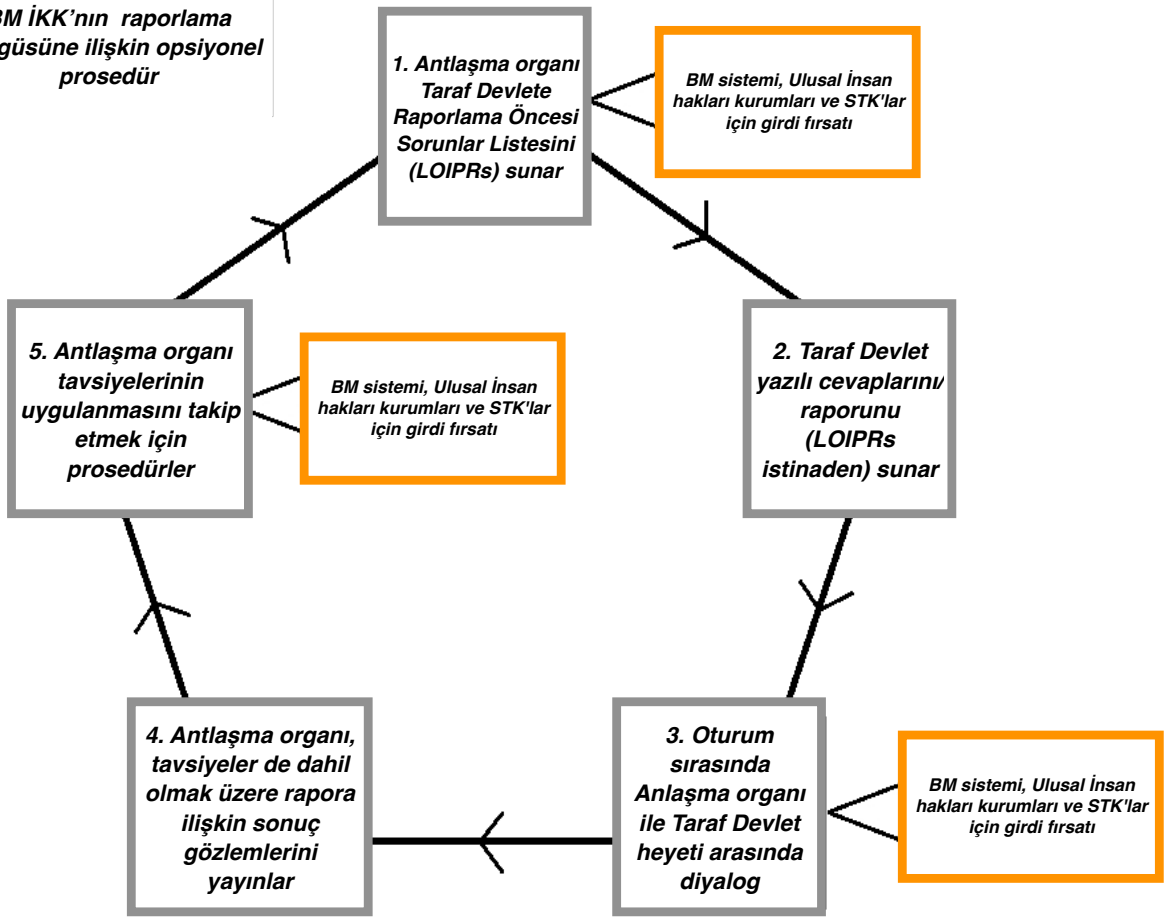 BM İKK’nın raporlama
güsüne ilişkin opsiyonel
prosedür
1. Antlaşma organı
Taraf Devlete
Raporlama Öncesi
Sorunlar Listesini
(LOIPRs) sunar
BM sistemi, Ulusal İnsan
hakları kurumları ve STK'lar
için girdi fırsatı
2. Taraf Devlet
yazılı cevaplarını/
raporunu
(LOIPRs
istinaden) sunar
3. Oturum
sırasında
Anlaşma organı
ile Taraf Devlet
heyeti arasında
diyalog
BM sistemi, Ulusal İnsan
hakları kurumları ve STK'lar
için girdi fırsatı
4. Antlaşma organı,
tavsiyeler de dahil
olmak üzere rapora
ilişkin sonuç
gözlemlerini
yayınlar
5. Antlaşma organı
tavsiyelerinin
uygulanmasını takip
etmek için
prosedürler
BM sistemi, Ulusal İnsan
hakları kurumları ve STK'lar
için girdi fırsatı